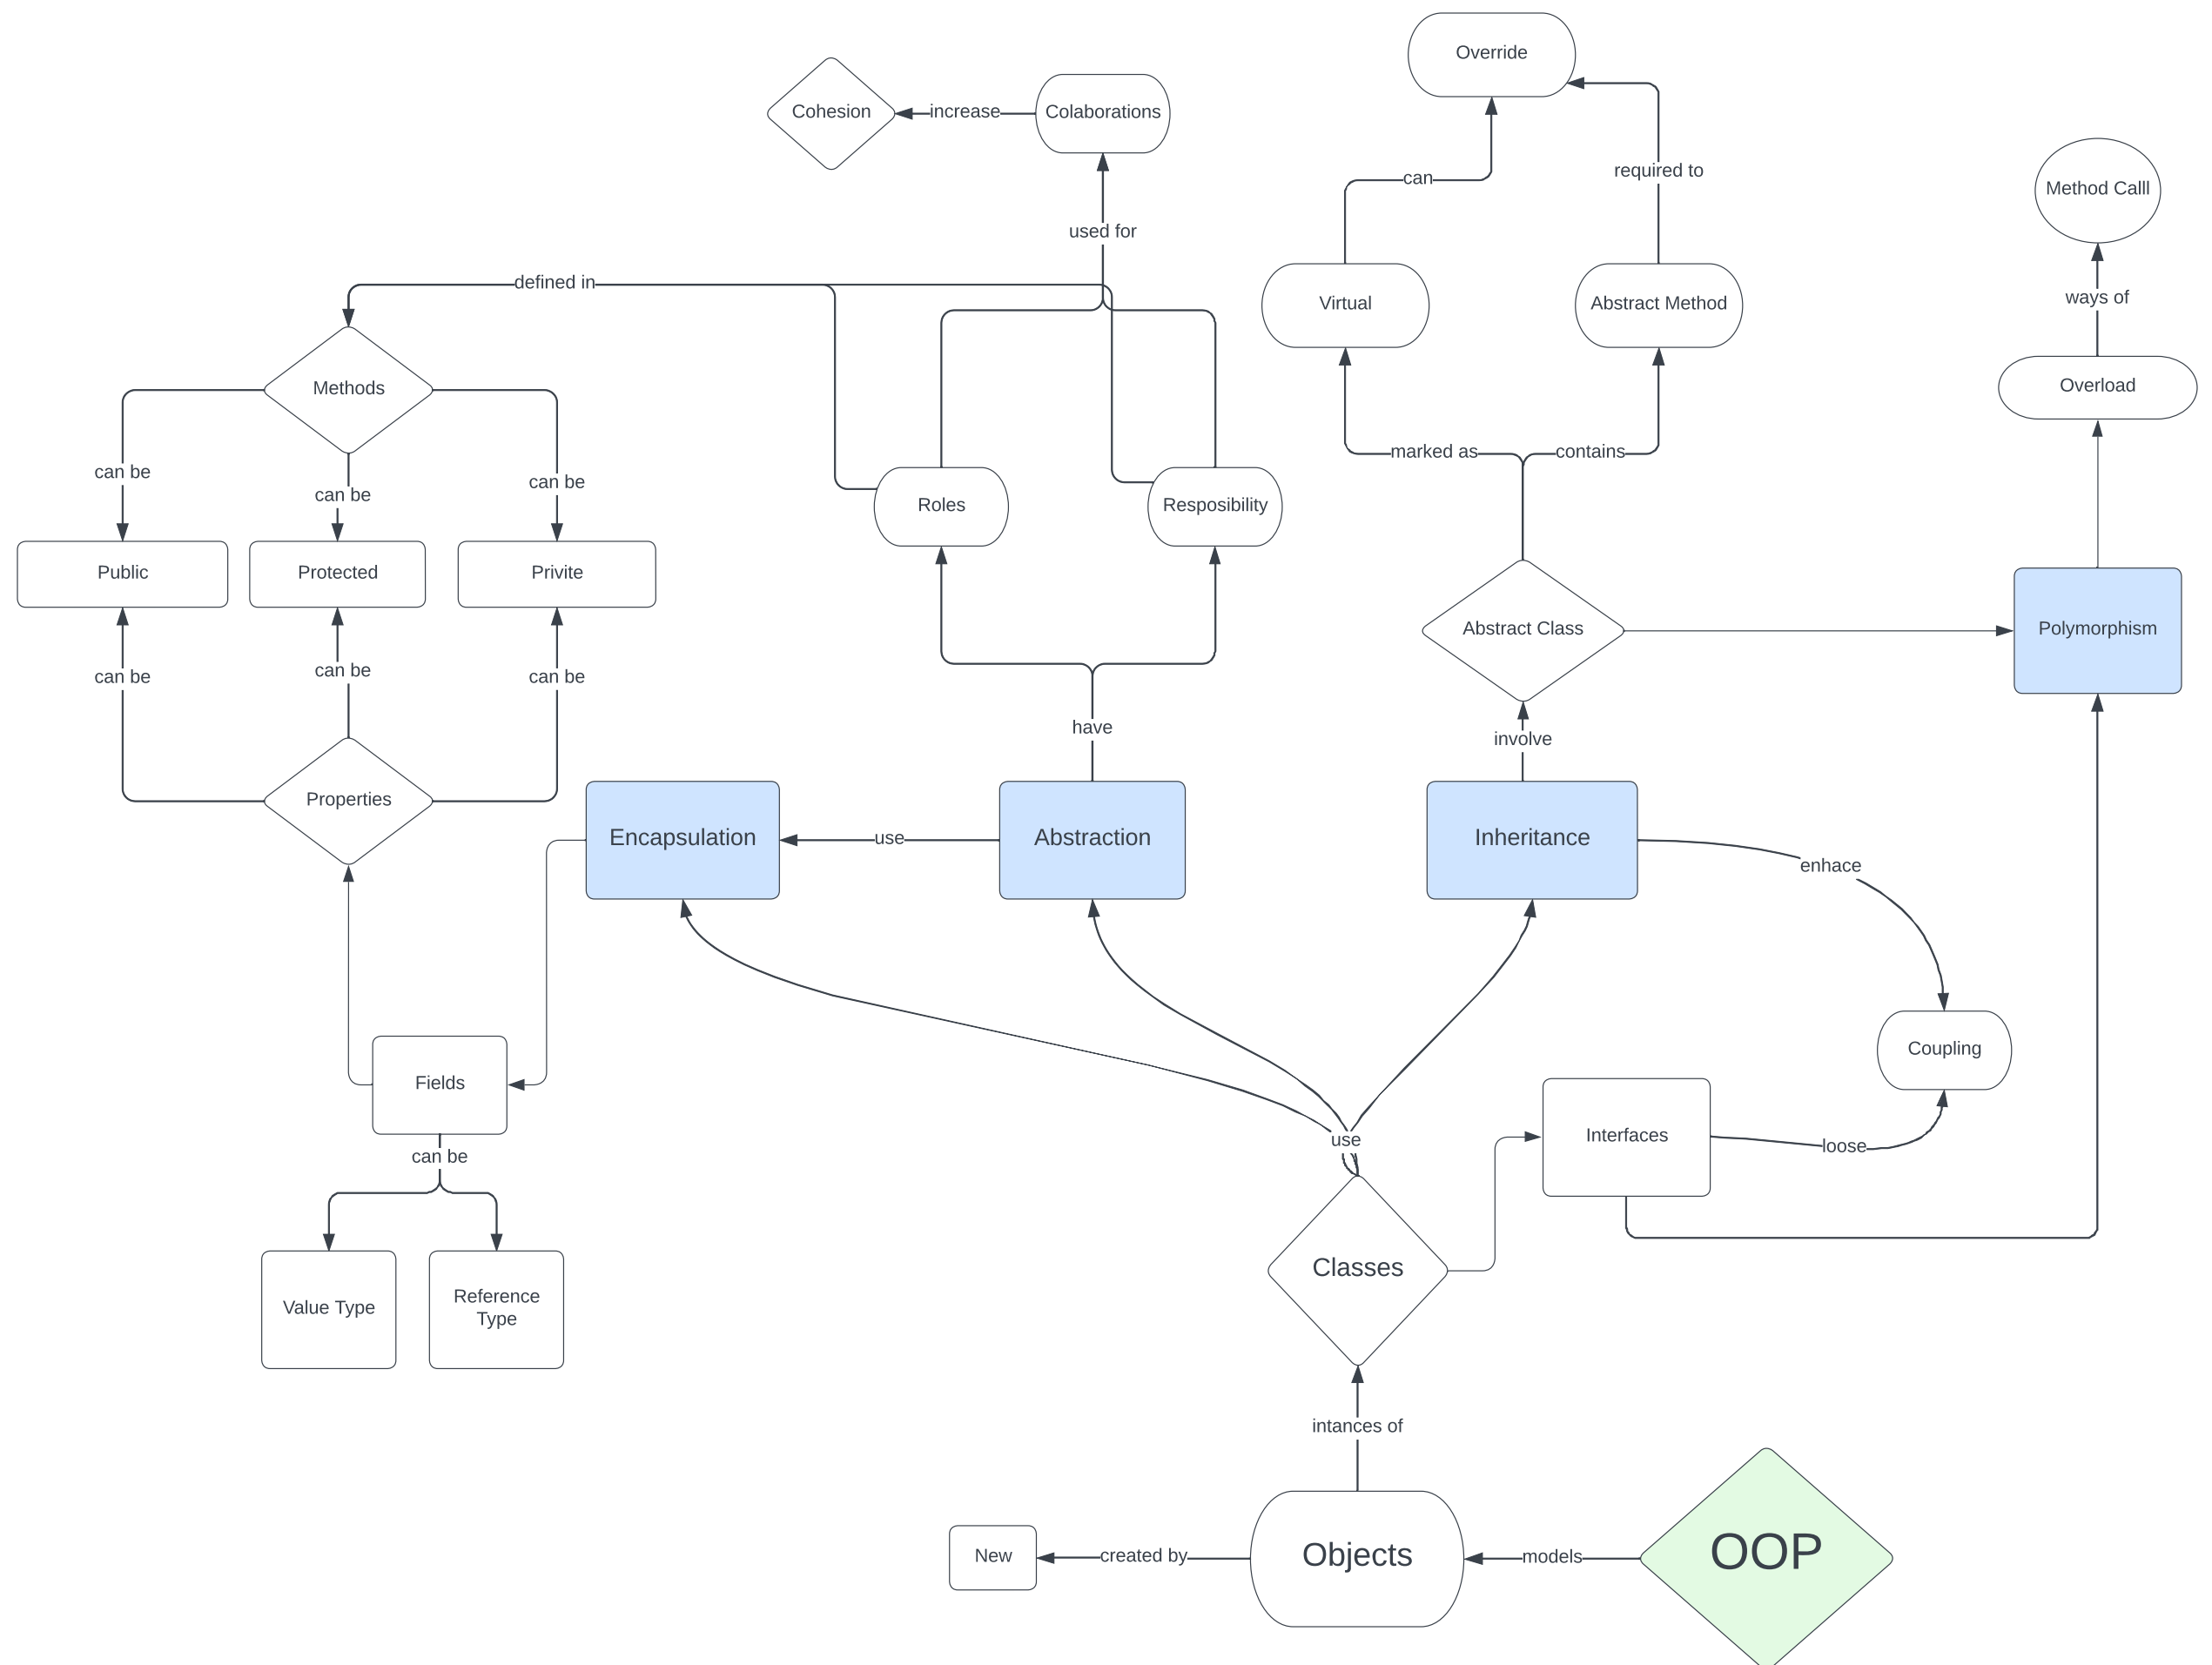 Override
Cohesion
increase
Colaborations
can
required to
Method Calll
used for
defined in
ways of
Virtual
Abstract Method
Methods
Overload
can be
can be
can be
marked as
contains
Roles
Resposibility
Public
Protected
Privite
Abstract Class
Polymorphism
can be
can be
can be
have
involve
Properties
Encapsulation
use
Abstraction
Inheritance
enhace
Coupling
Fields
Interfaces
loose
can be
use
Value Type
Reference
Type
Classes
intances of
New
created by
Objects
models
OOP